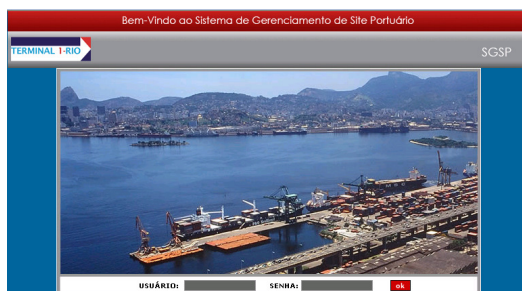 Bem-Vindo ao Sistema de Gerenciamento de Site Portuário
TERMINAL 1-RIO
SGSP
USUÁRIO:
SENHA:
ok